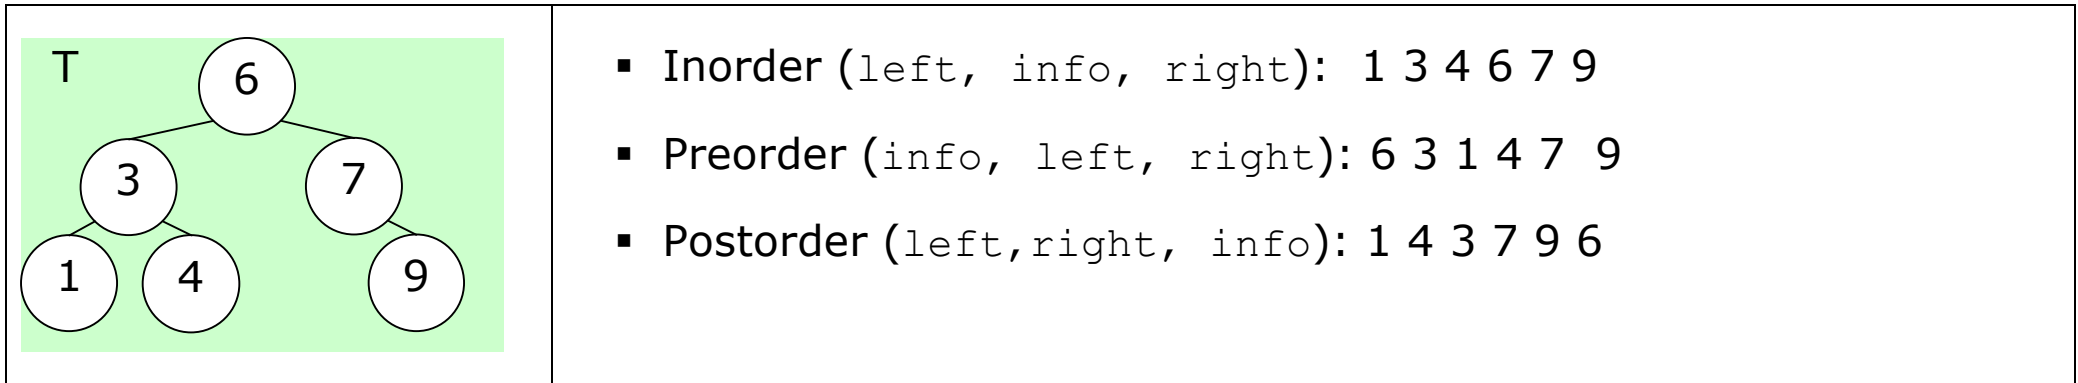 T
6
3 7
1 4 9
▪ Inorder (left, info, right): 1 3 4 6 7 9
▪ Preorder (info, left, right): 6 3 1 4 7 9
▪ Postorder (left,right, info): 1 4 3 7 9 6